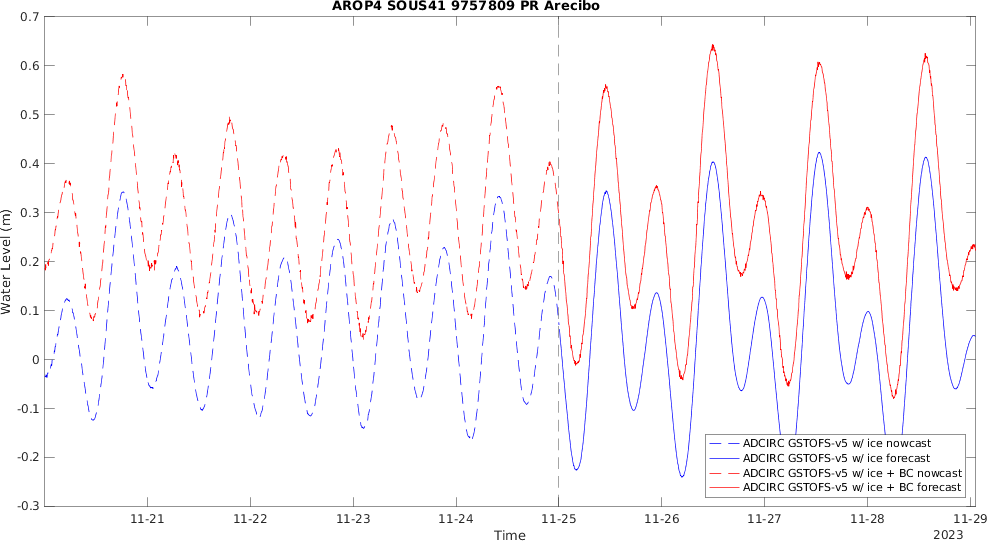 AROP4 SOUS41 9757809 PR Arecibo
0.7
0.6
0.5
0.4
0.3
0.2
0.1
0
-0.1
-0.2
-0.3
Water Level (m)
ADCIRC GSTOFS-v5 w/ ice nowcast
ADCIRC GSTOFS-v5 w/ ice forecast
ADCIRC GSTOFS-v5 w/ ice + BC nowcast
ADCIRC GSTOFS-v5 w/ ice + BC forecast
11-21 11-22 11-23 11-24 11-25 11-26 11-27 11-28 11-29
Time
2023